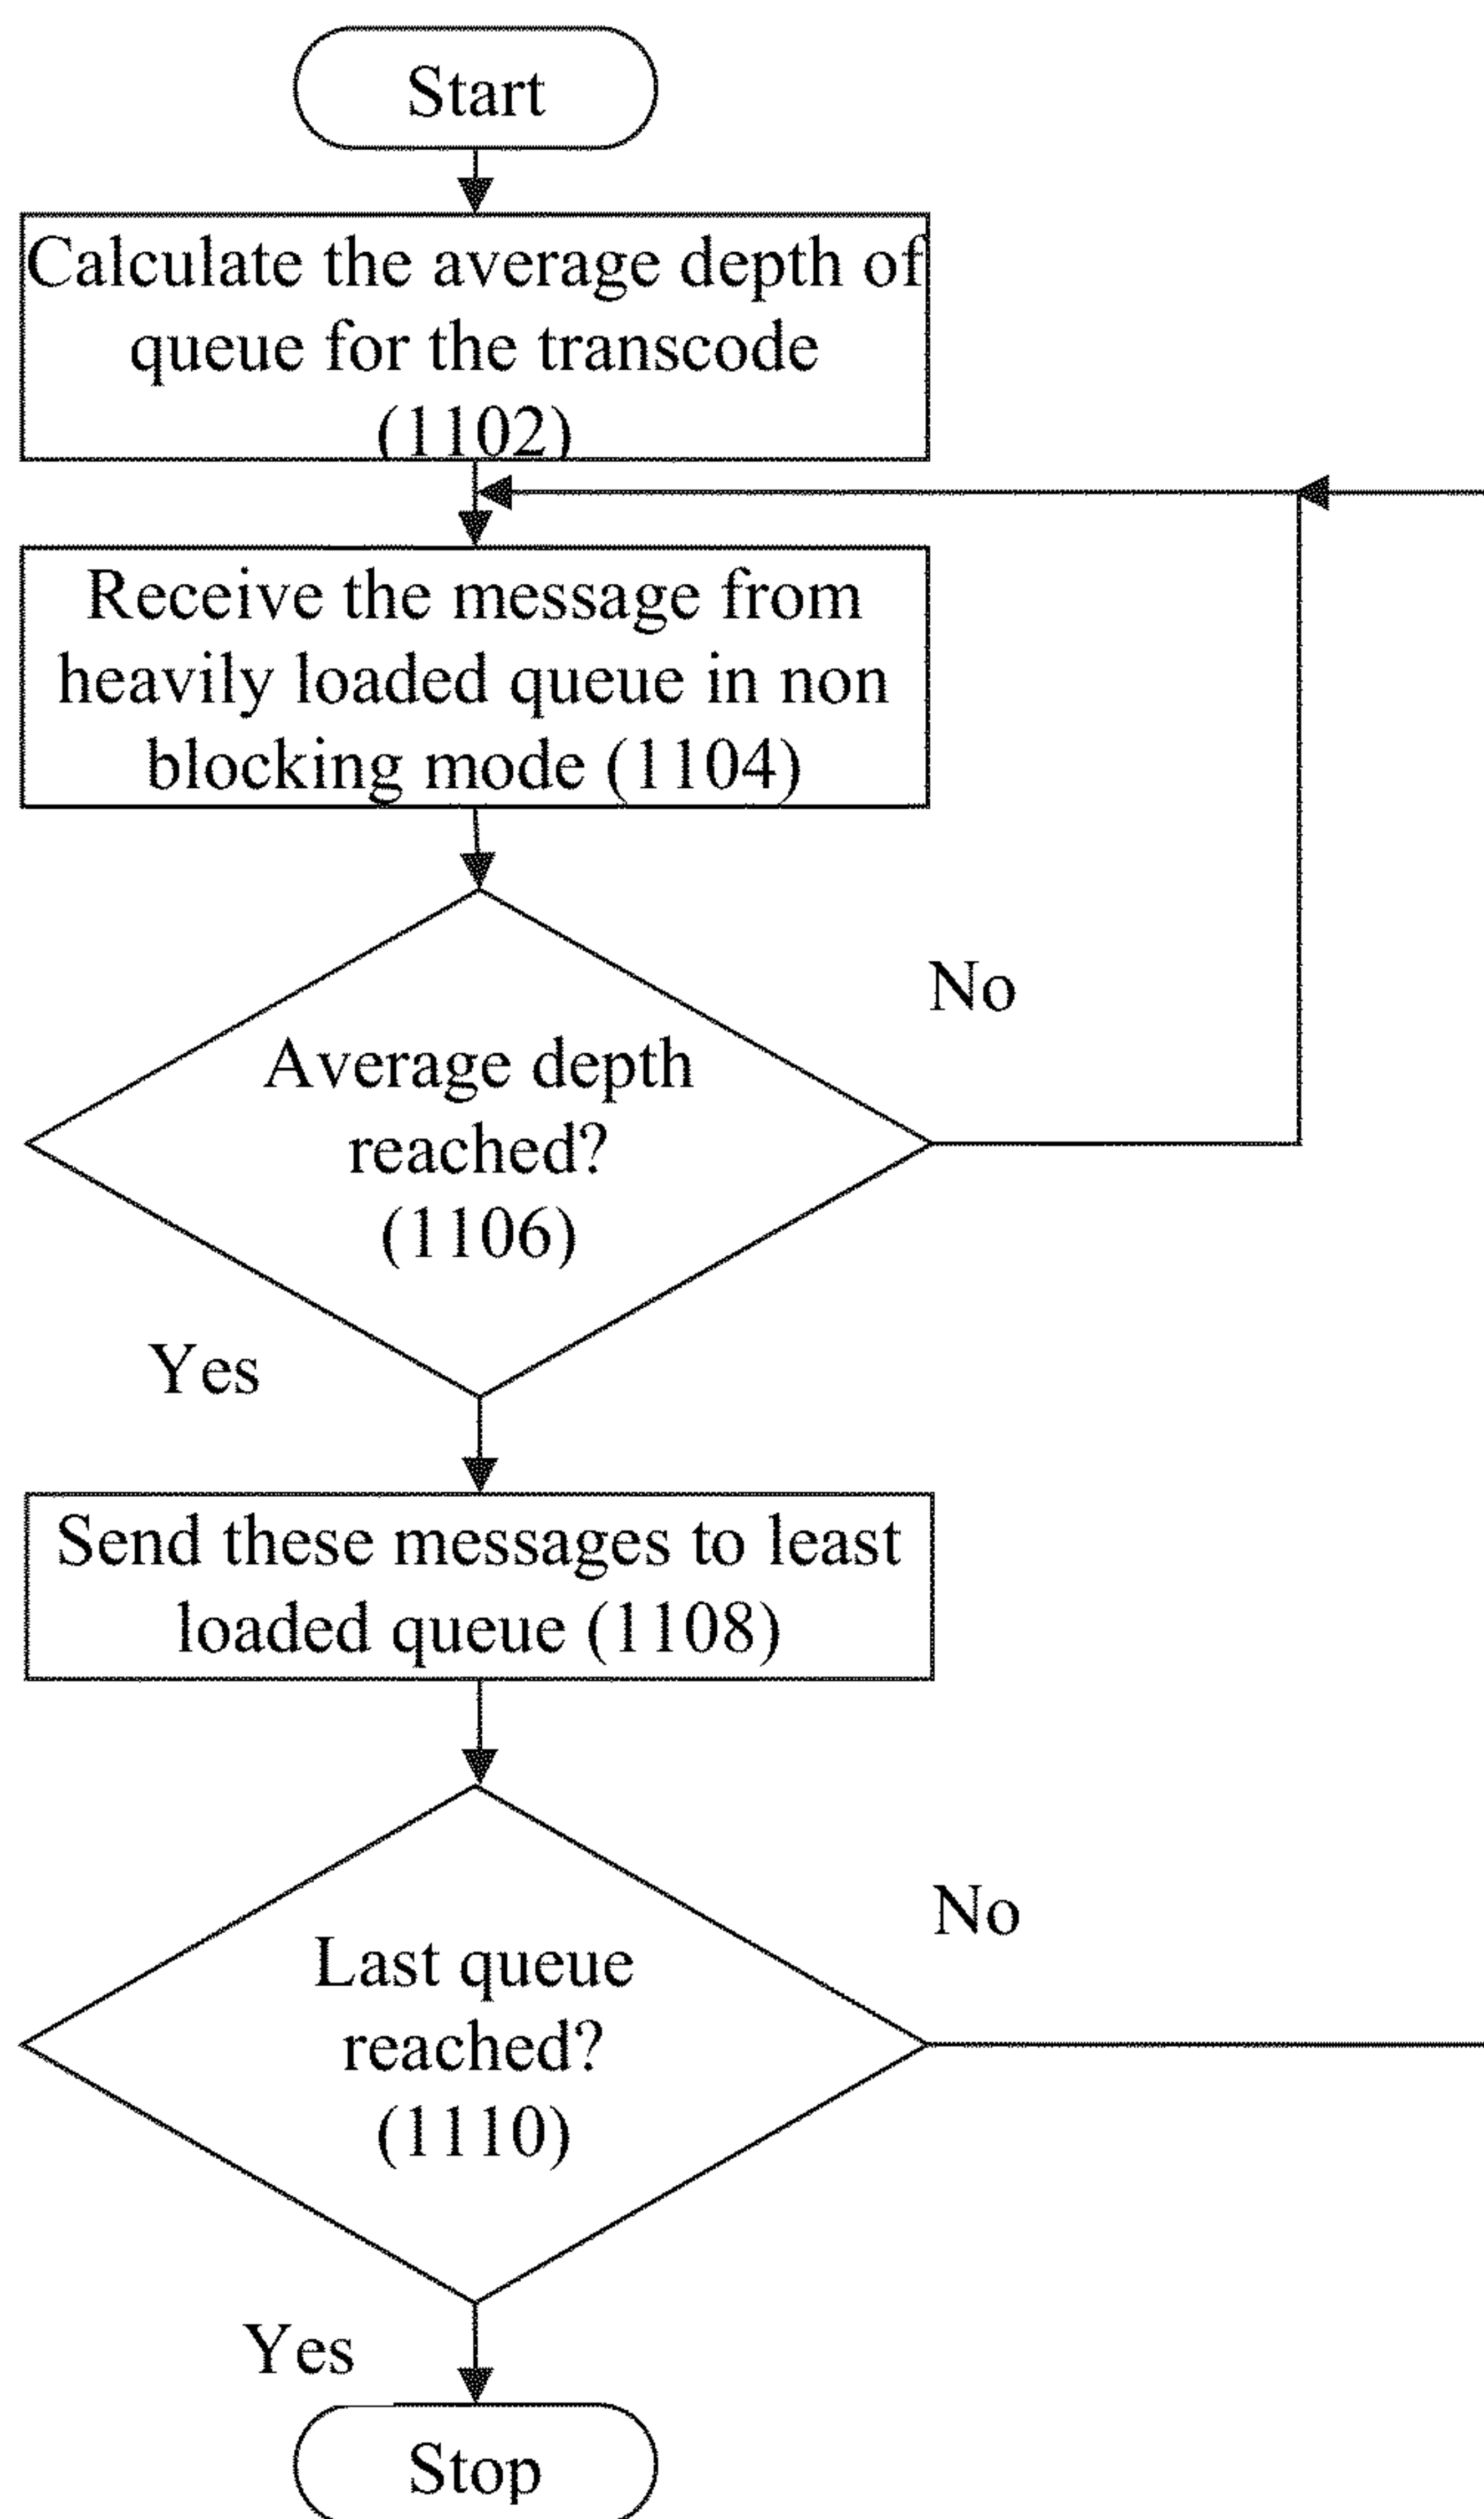 Start
Calculate the average depth of
queue for the transcode
(1102)
Receive the message from
heavily loaded queue in non
blocking mode (1104)
No
Average depth
reached?
(1106)
Yes
Send these messages to least
loaded queue (1108)
No
Last queue
reached?
(1110)
Yes
Stop